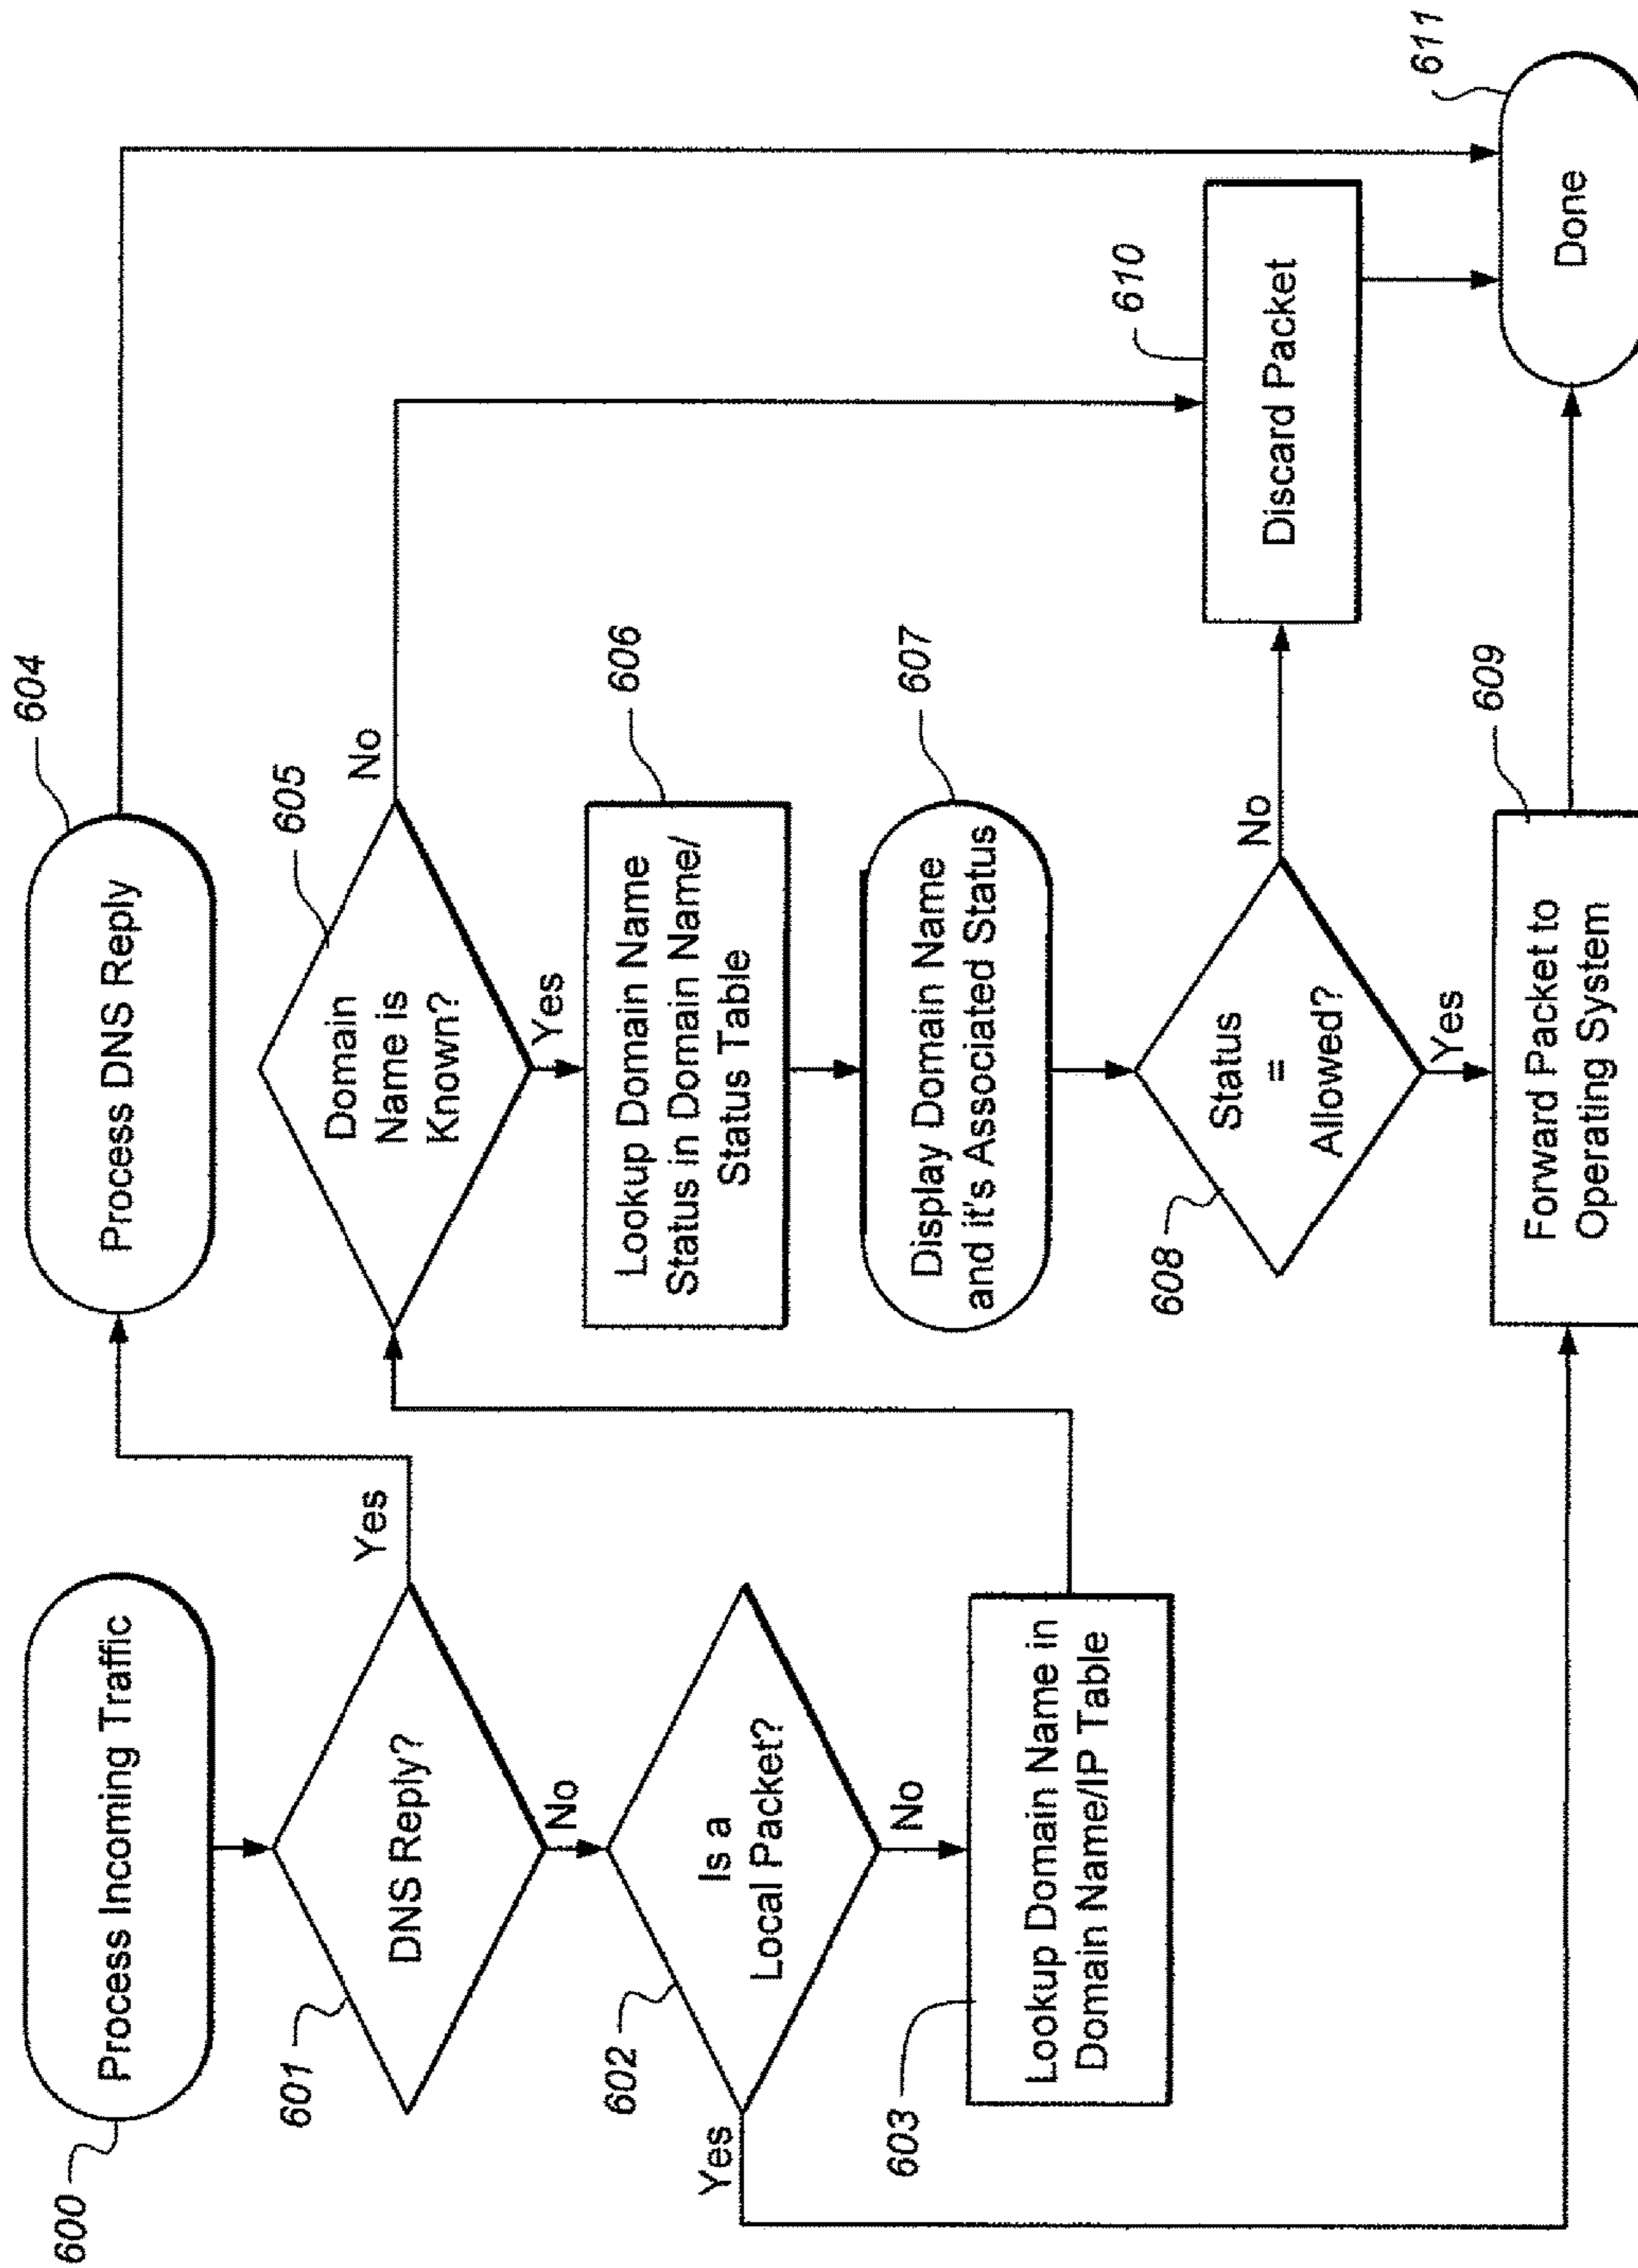 600
Process Incoming Traffic
601
DNS Reply?
Yes
No
602
Is a
Local Packet?
Yes
No
603
Lookup Domain Name in
Domain Name/IP Table
604
Process DNS Reply
605
Domain
Name is
Known?
No
Yes
606
Lookup Domain Name
Status in Domain Name/
Status Table
607
Display Domain Name
and it's Associated Status
608
Status
=
Allowed?
No
Yes
609
Forward Packet to
Operating System
610
Discard Packet
611
Done